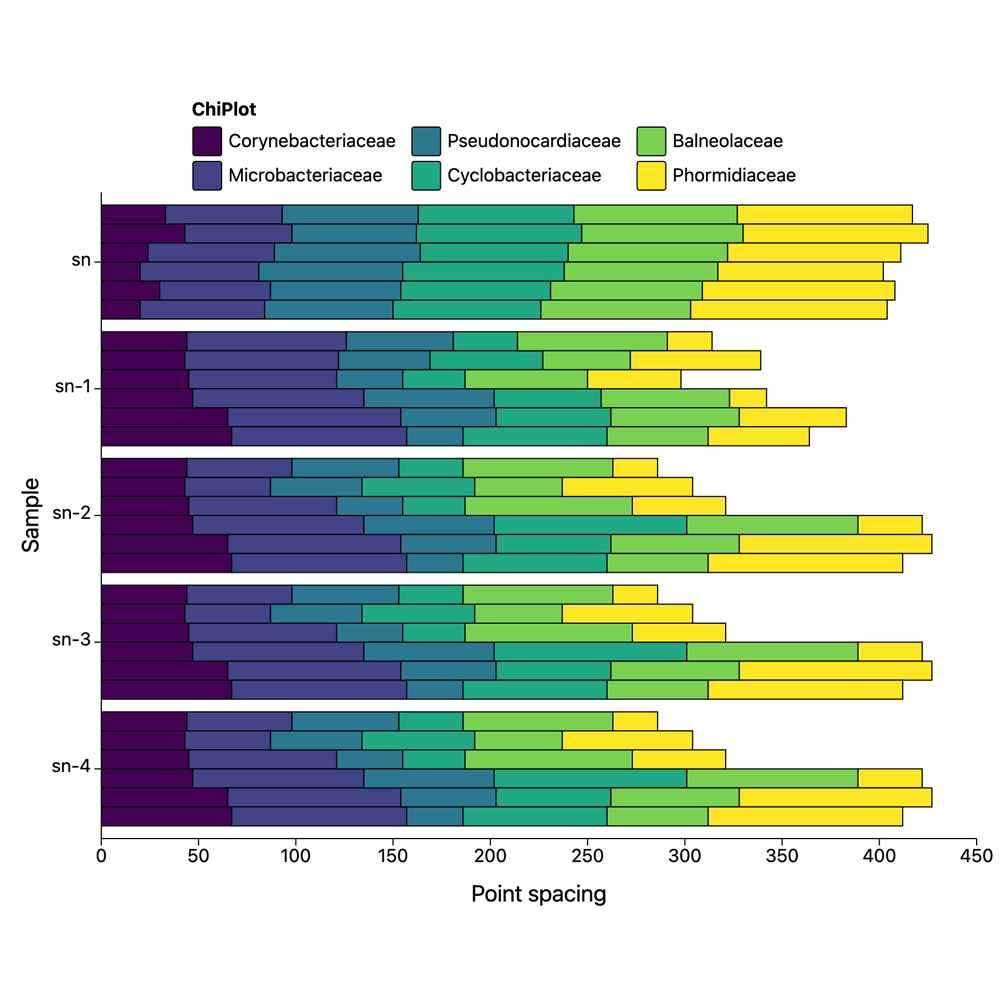 ChiPlot
Corynebacteriaceae Pseudonocardiaceae Balneolaceae
Microbacteriaceae Cyclobacteriaceae Phormidiaceae
Sample
sn
sn-1
sn-2
sn-3
sn-4
0 50 100 150 200 250 300 350 400 450
Point spacing